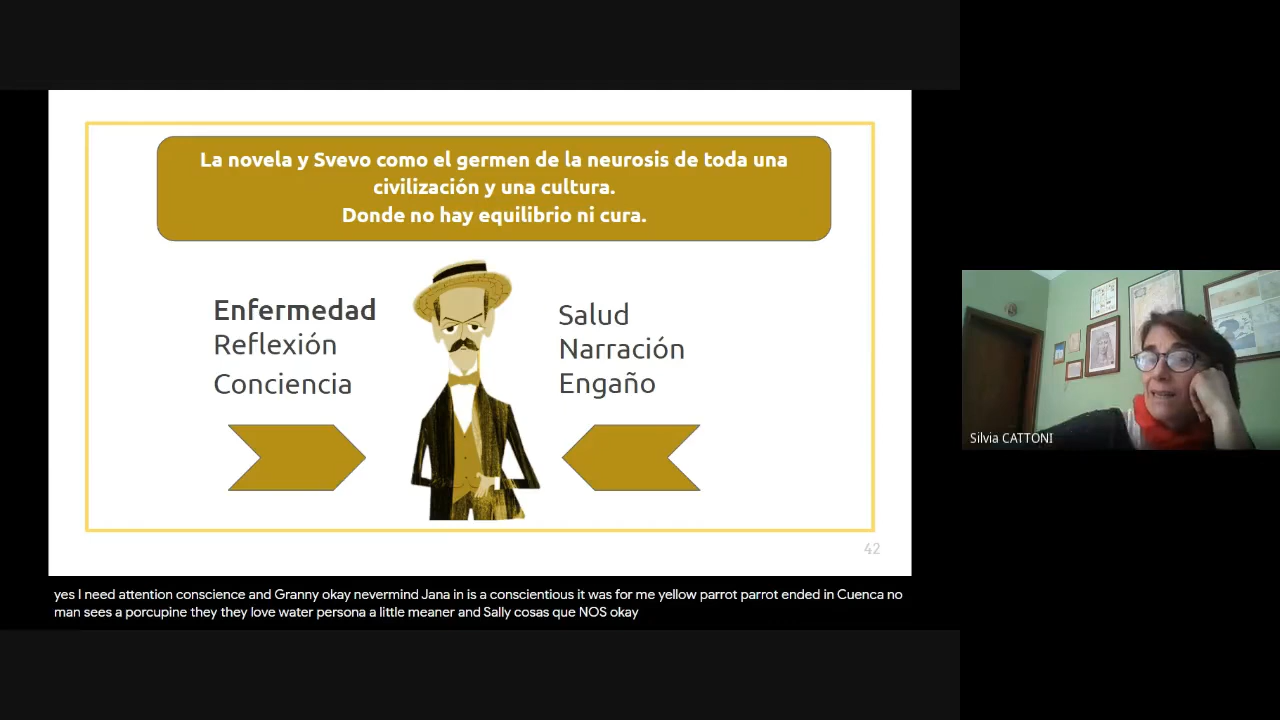 La novela y Svevo como el germen de la neurosis de toda una
civilización y una cultura.
Donde no hay equilibrio ni cura.
Enfermedad
Reflexión
Conciencia
Salud
Narración
Engaño
42
Silvia CATTONI
yes I need attention conscience and Granny okay nevermind Jana in is a conscientious it was for me yellow parrot parrot ended in Cuenca no
man sees a porcupine they they love water persona a little meaner and Sally cosas que NOS okay